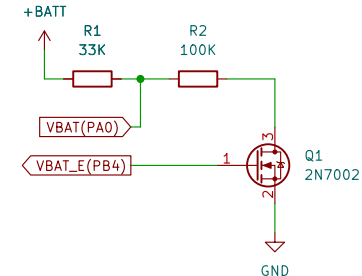 +BATT
R1
33K
R2
100K
VBAT(PA0)
VBAT_E(PB4)
1
3
2
Q1
2N7002
GND